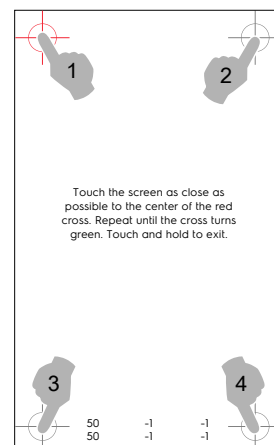 1
2
Touch the screen as close as
possible to the center of the red
cross. Repeat until the cross turns
green. Touch and hold to exit.
3
4
50 -1 -1
50 -1 -1